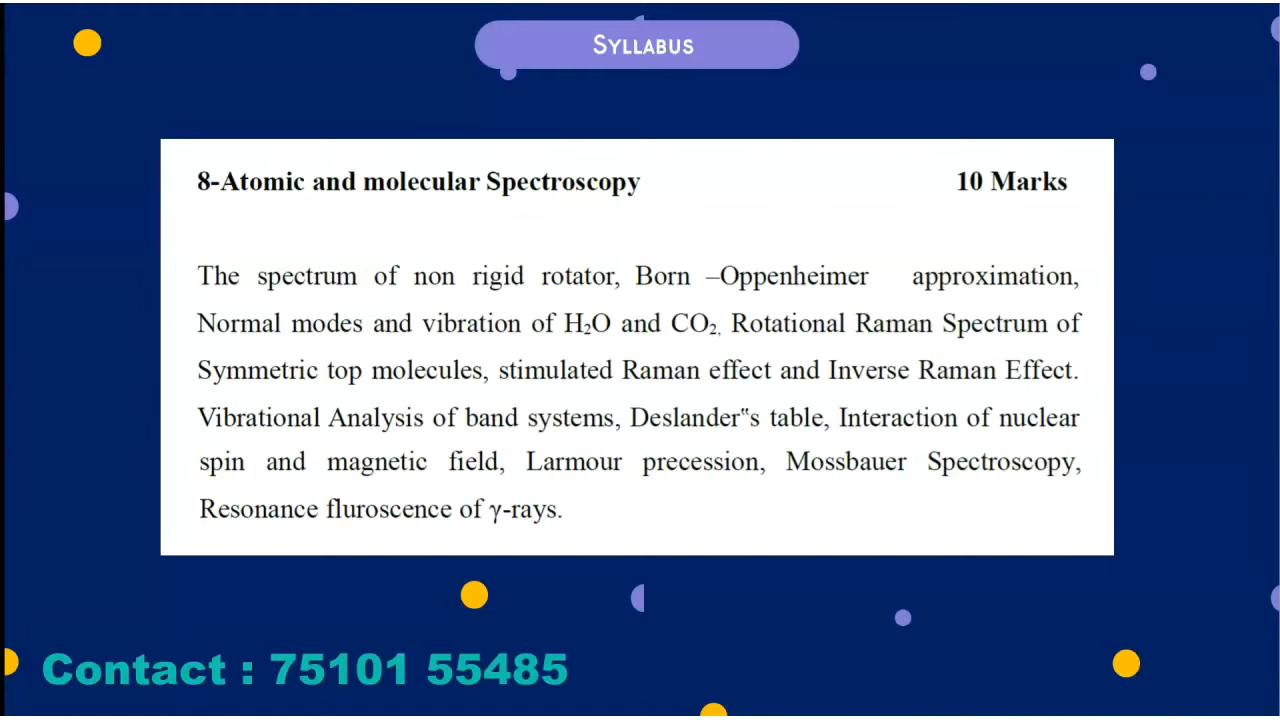 SYLLABUS
8-Atomic and molecular Spectroscopy 10 Marks
The spectrum of non rigid rotator, Born –Oppenheimer approximation,
Normal modes and vibration of H₂O and CO₂, Rotational Raman Spectrum of
Symmetric top molecules, stimulated Raman effect and Inverse Raman Effect.
Vibrational Analysis of band systems, Deslander‟s table, Interaction of nuclear
spin and magnetic field, Larmour precession, Mossbauer Spectroscopy,
Resonance fluroscence of γ-rays.
Contact : 75101 55485